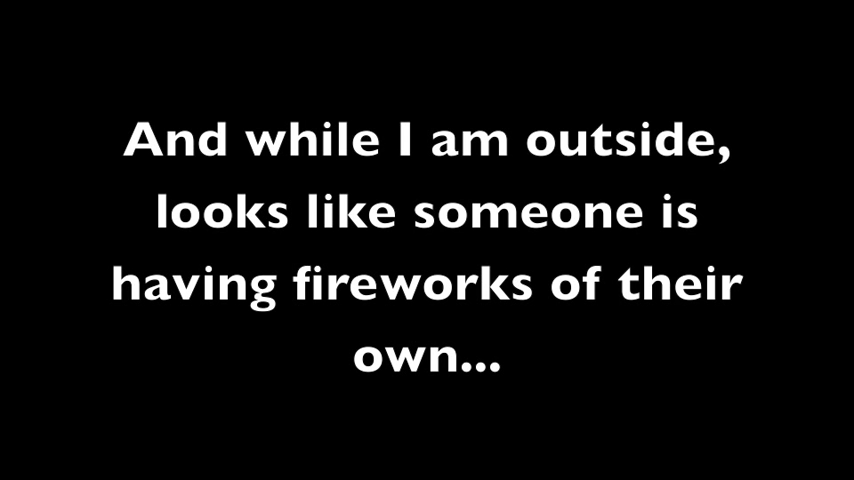 And while I am outside,
looks like someone is
having fireworks of their
own...